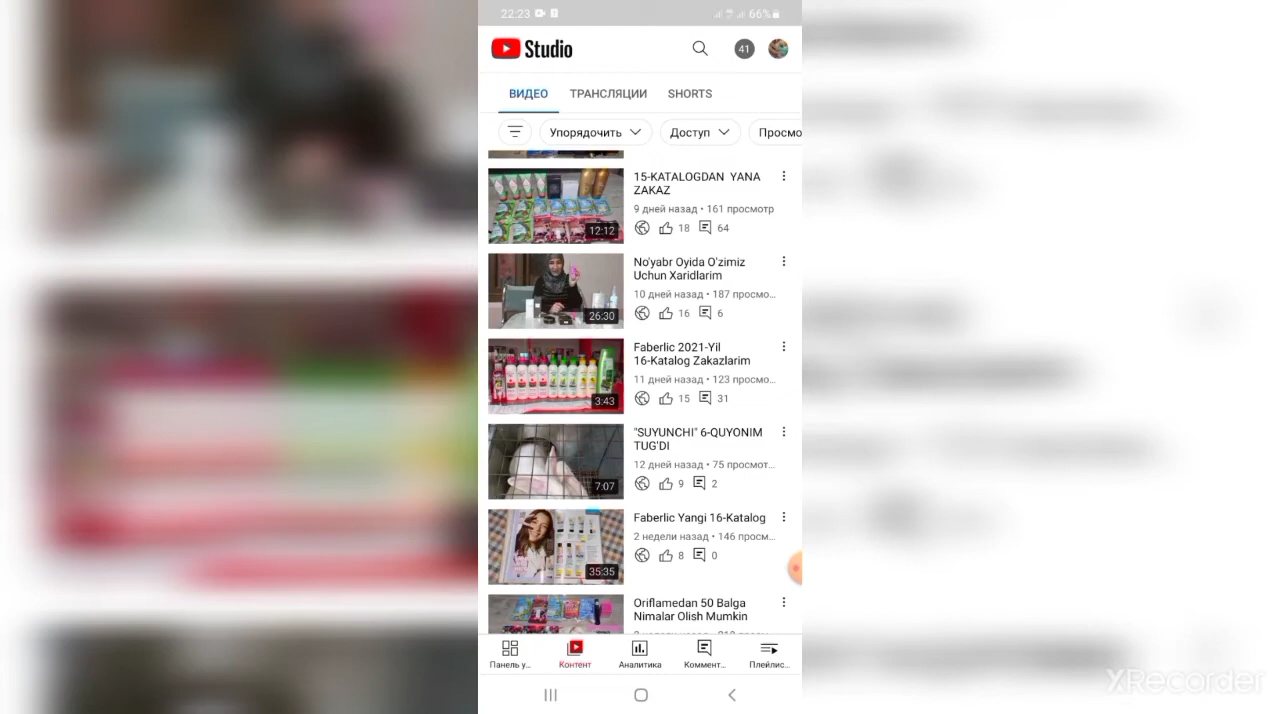 22:23
66%
Studio
41
ВИДЕО ТРАНСЛЯЦИИ SHORTS
Упорядочить Доступ Просмо
15-KATALOGDAN YANA
ZAKAZ
9 дней назад • 161 просмотр
18 64
12:12
No'yabr Oyida O'zimiz
Uchun Xaridlarim
10 дней назад • 187 просмо...
16 6
26:30
Faberlic 2021-Yil
16-Katalog Zakazlarim
11 дней назад • 123 просмо...
15 31
3:43
"SUYUNCHI" 6-QUYONIM
TUG'DI
12 дней назад • 75 просмот...
9 2
7:07
Faberlic Yangi 16-Katalog
2 недели назад • 146 просм...
8 0
35:35
Oriflamedan 50 Balga
Nimalar Olish Mumkin
Панель у... Контент Аналитика Коммент... Плейлис...
XRecorder